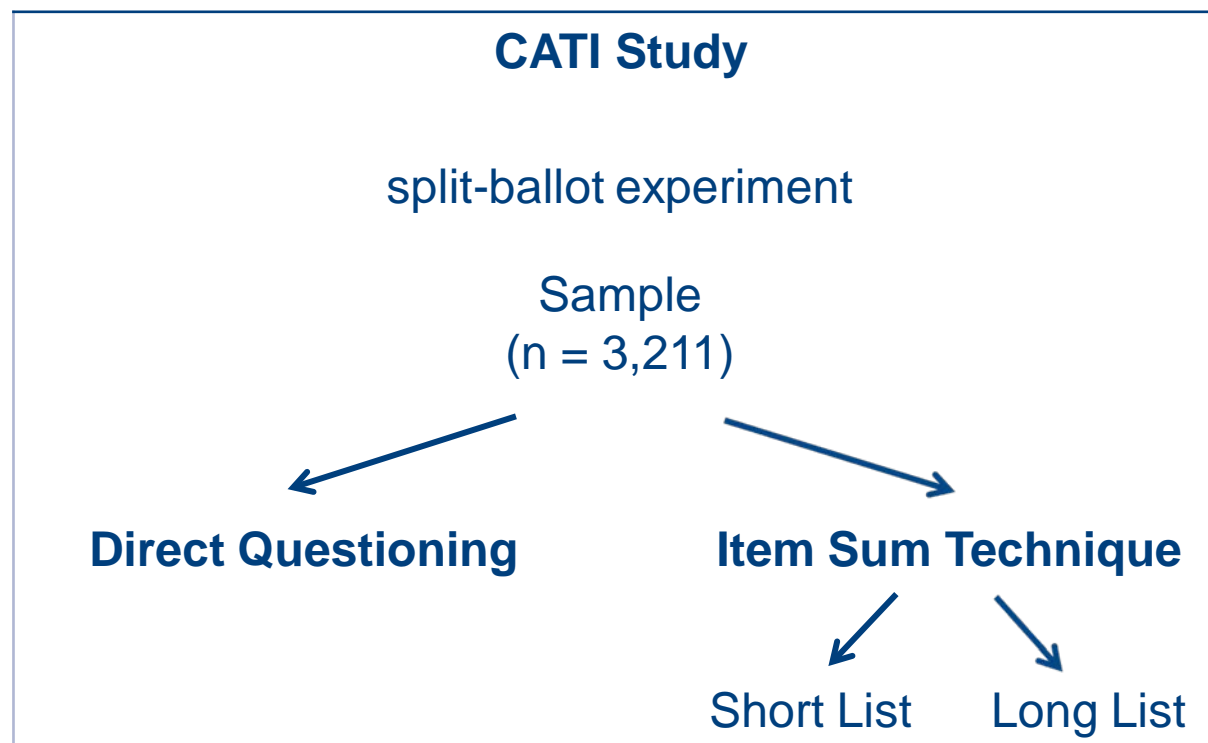 CATI Study
split-ballot experiment
Sample
(n = 3,211)
Direct Questioning
Item Sum Technique
Short List
Long List